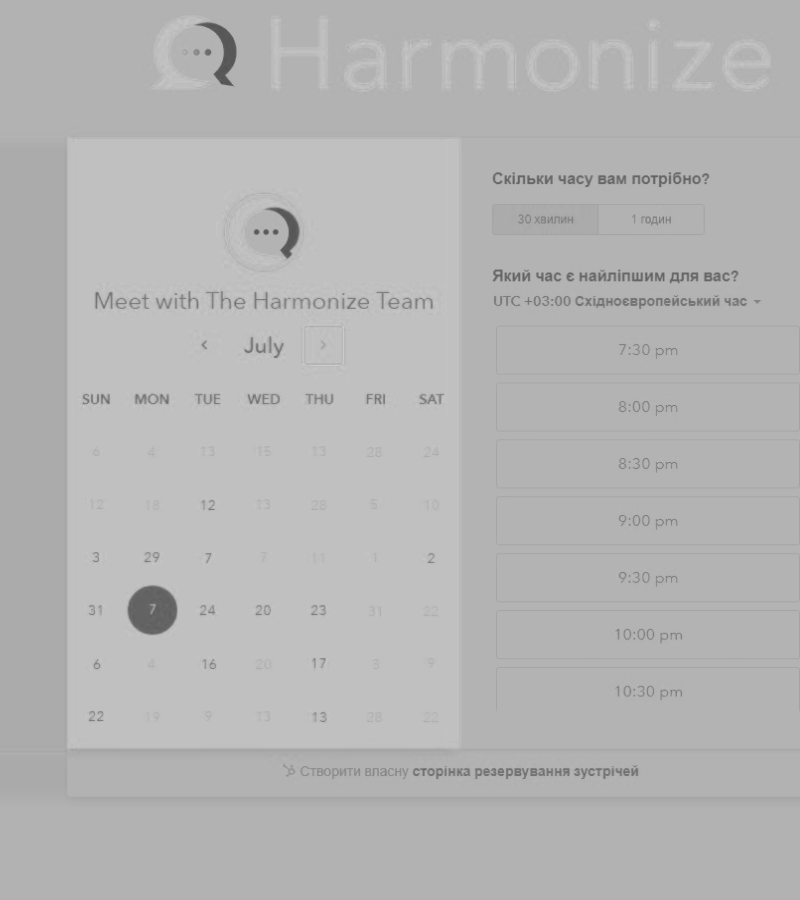 Harmonize
Meet with The Harmonize Team
July
SUN MON TUE WED THU FRI SAT
6 4 13 15 13 28 24
12 18 12 13 28 5 10
3 29 7 7 11 1 2
31 7 24 20 23 31 22
6 4 16 20 17 3 9
22 19 9 13 13 28 22
Скільки часу вам потрібно?
30 хвилин 1 годин
Який час є найліпшим для вас?
UTC +03:00 Східноєвропейський час
7:30 pm
8:00 pm
8:30 pm
9:00 pm
9:30 pm
10:00 pm
10:30 pm
Створити власну сторінка резервування зустрічей